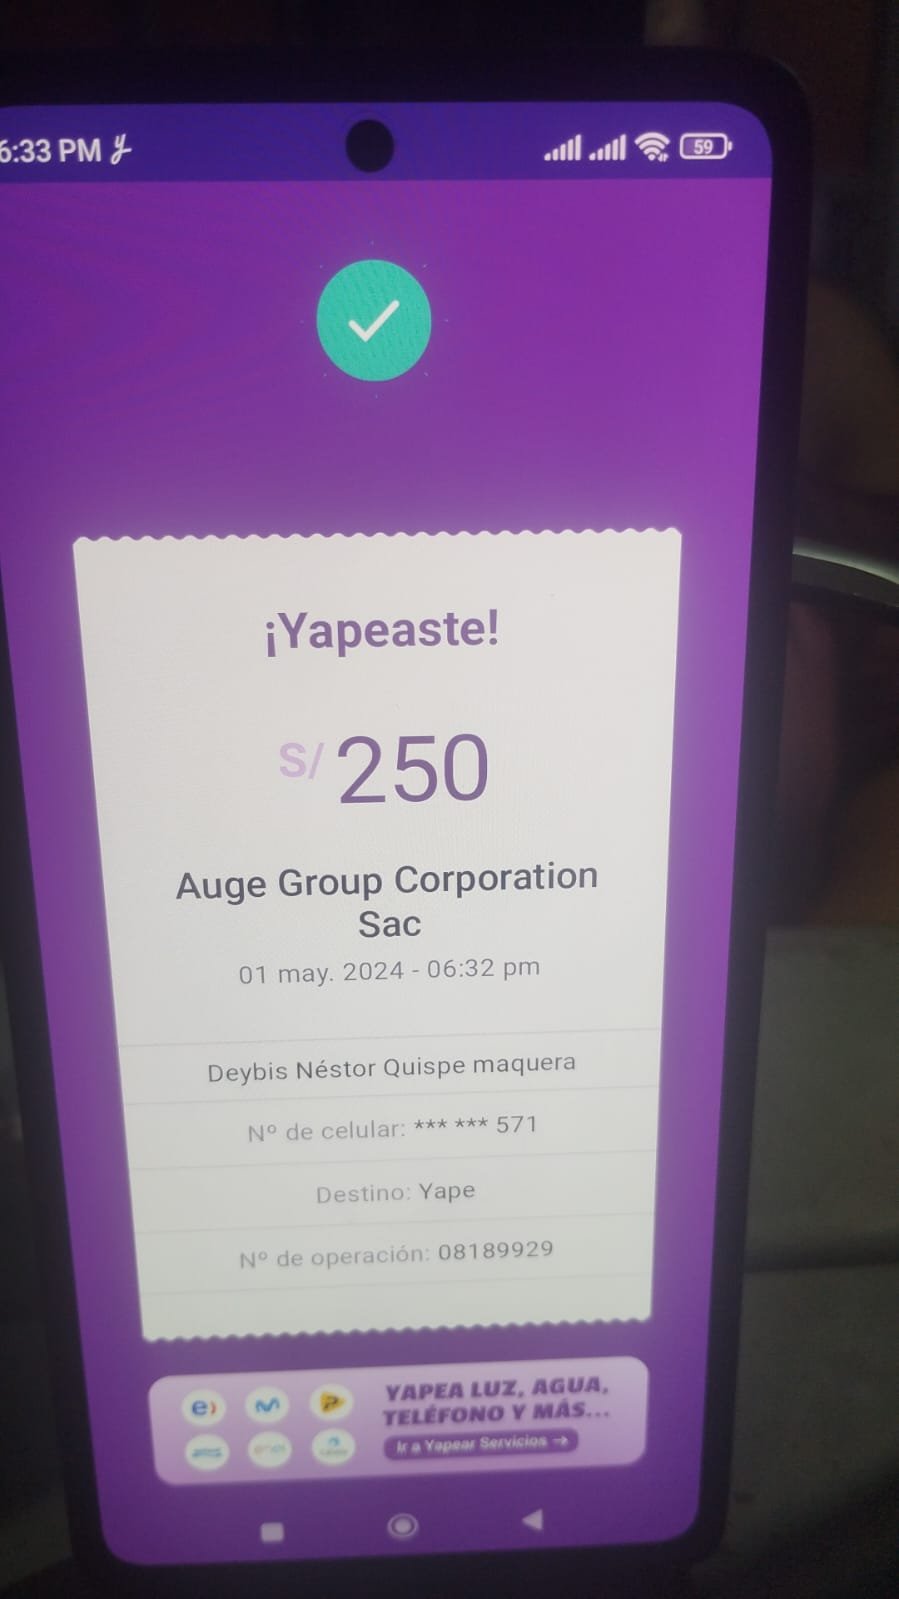 6:33 PM
59
¡Yapeaste!
S/ 250
Auge Group Corporation
Sac
01 may. 2024 - 06:32 pm
Deybis Néstor Quispe maquera
Nº de celular: *** *** 571
Destino: Yape
Nº de operación: 08189929
e)
YAPEA LUZ, AGUA,
TELÉFONO Y MÁS...
Ir a Yapear Servicios →